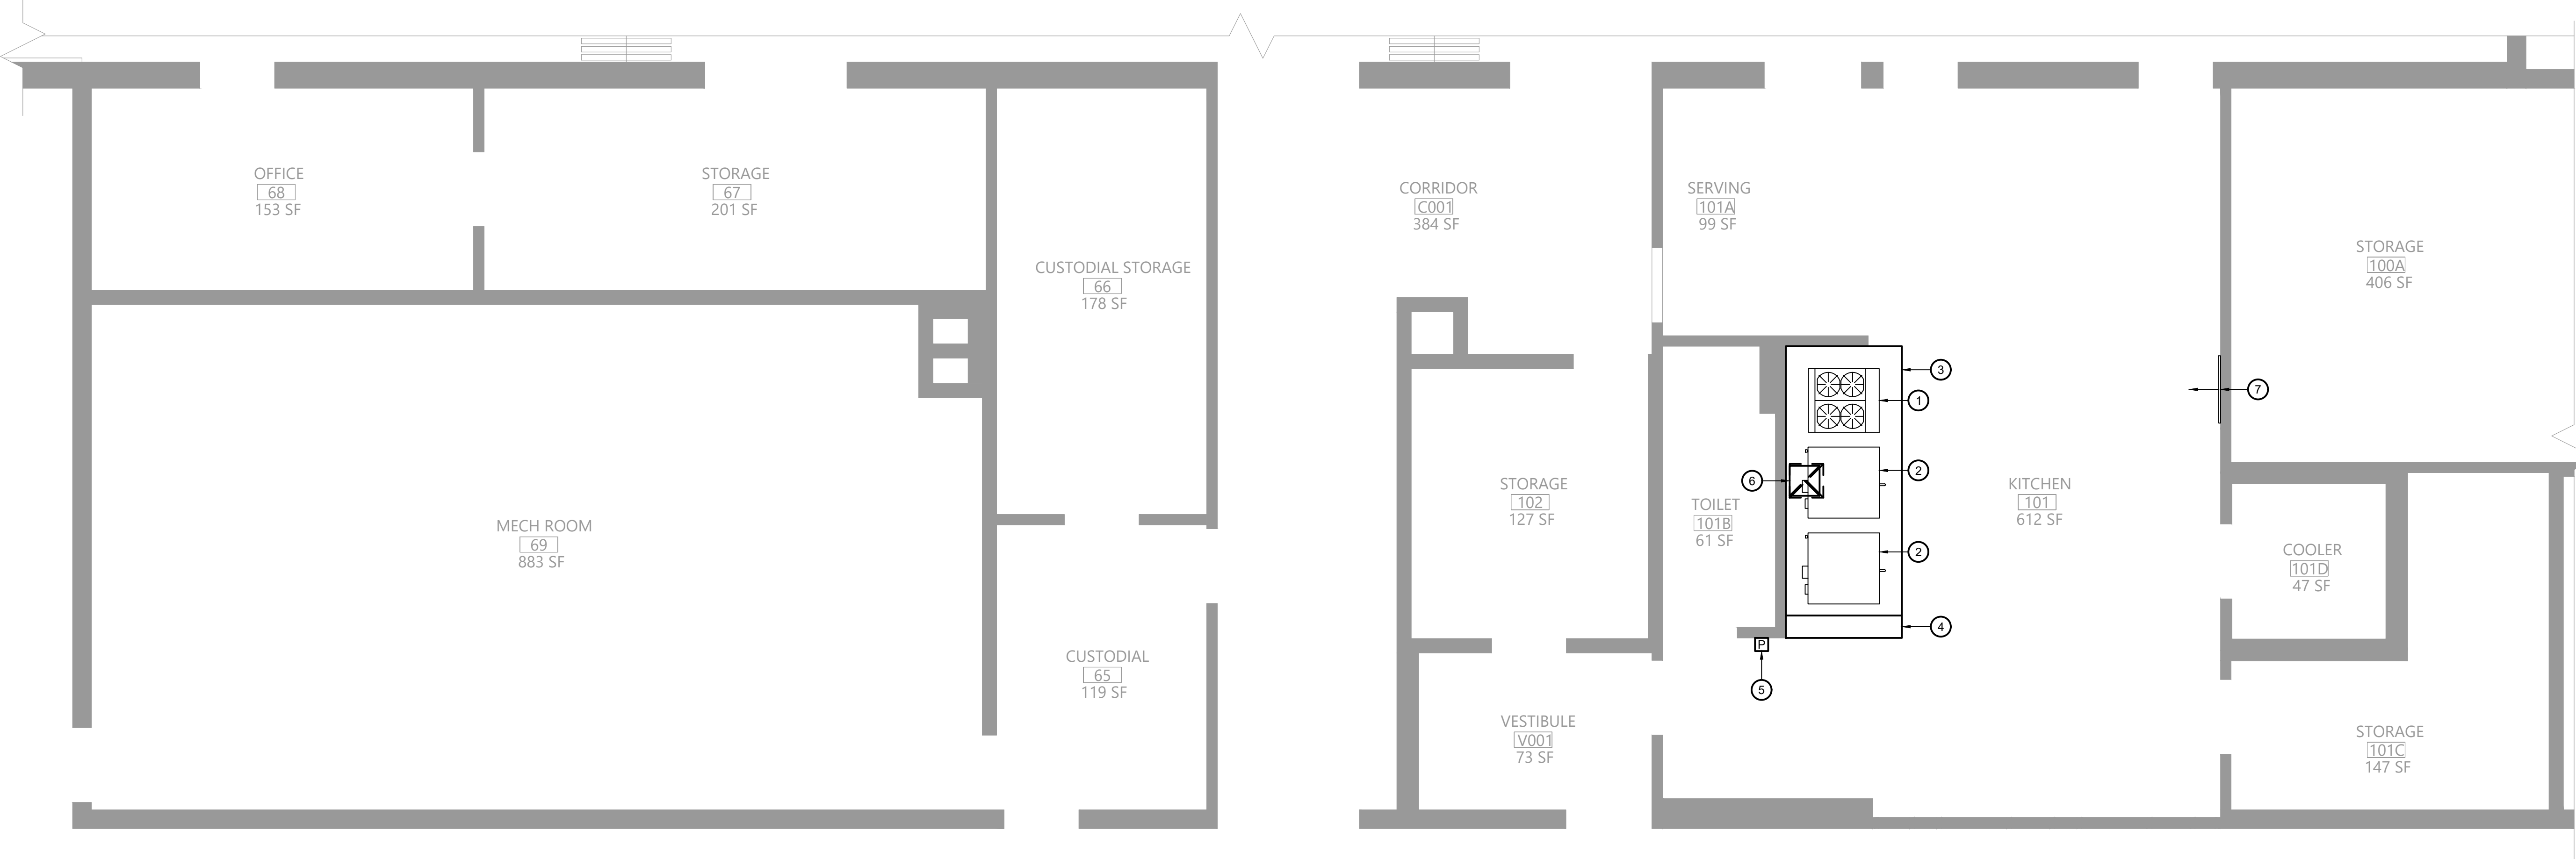 OFFICE
68
153 SF
STORAGE
67
201 SF
CUSTODIAL STORAGE
66
178 SF
CORRIDOR
C001
384 SF
SERVING
101A
99 SF
STORAGE
100A
406 SF
3
1
7
2
6
MECH ROOM
69
883 SF
STORAGE
102
127 SF
TOILET
101B
61 SF
KITCHEN
101
612 SF
2
COOLER
101D
47 SF
4
P
5
CUSTODIAL
65
119 SF
VESTIBULE
V001
73 SF
STORAGE
101C
147 SF